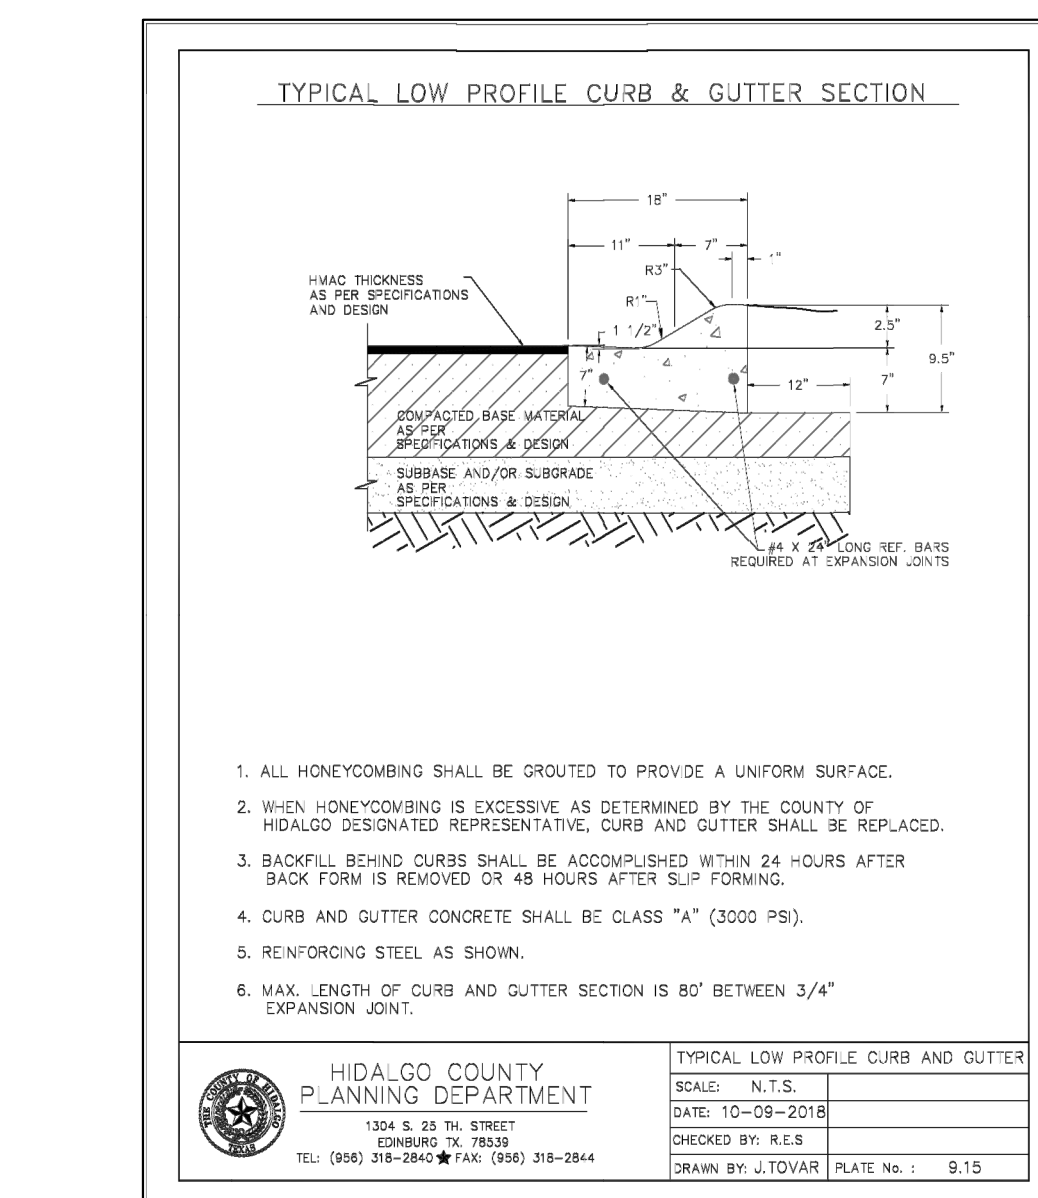 TYPICAL LOW PROFILE CURB & GUTTER SECTION
18"
11"
7"
1"
R3"
HMAC THICKNESS
AS PER SPECIFICATIONS
AND DESIGN
R1"
1 1/2"
2.5"
9.5"
7"
7"
12"
COMPACTED BASE MATERIAL
AS PER
SPECIFICATIONS & DESIGN
SUBBASE AND/OR SUBGRADE
AS PER
SPECIFICATIONS & DESIGN
#4 X 24" LONG REF. BARS
REQUIRED AT EXPANSION JOINTS
1. ALL HONEYCOMBING SHALL BE GROUTED TO PROVIDE A UNIFORM SURFACE.
2. WHEN HONEYCOMBING IS EXCESSIVE AS DETERMINED BY THE COUNTY OF
HIDALGO DESIGNATED REPRESENTATIVE, CURB AND GUTTER SHALL BE REPLACED.
3. BACKFILL BEHIND CURBS SHALL BE ACCOMPLISHED WITHIN 24 HOURS AFTER
BACK FORM IS REMOVED OR 48 HOURS AFTER SLIP FORMING.
4. CURB AND GUTTER CONCRETE SHALL BE CLASS "A" (3000 PSI).
5. REINFORCING STEEL AS SHOWN.
6. MAX. LENGTH OF CURB AND GUTTER SECTION IS 80' BETWEEN 3/4"
EXPANSION JOINT.
THE COUNTY OF HIDALGO
TEXAS
HIDALGO COUNTY
PLANNING DEPARTMENT
1304 S. 25 TH. STREET
EDINBURG TX. 78539
TEL: (956) 318-2840 ★ FAX: (956) 318-2844
TYPICAL LOW PROFILE CURB AND GUTTER
SCALE: N.T.S.
DATE: 10-09-2018
CHECKED BY: R.E.S
DRAWN BY: J.TOVAR PLATE No. : 9.15